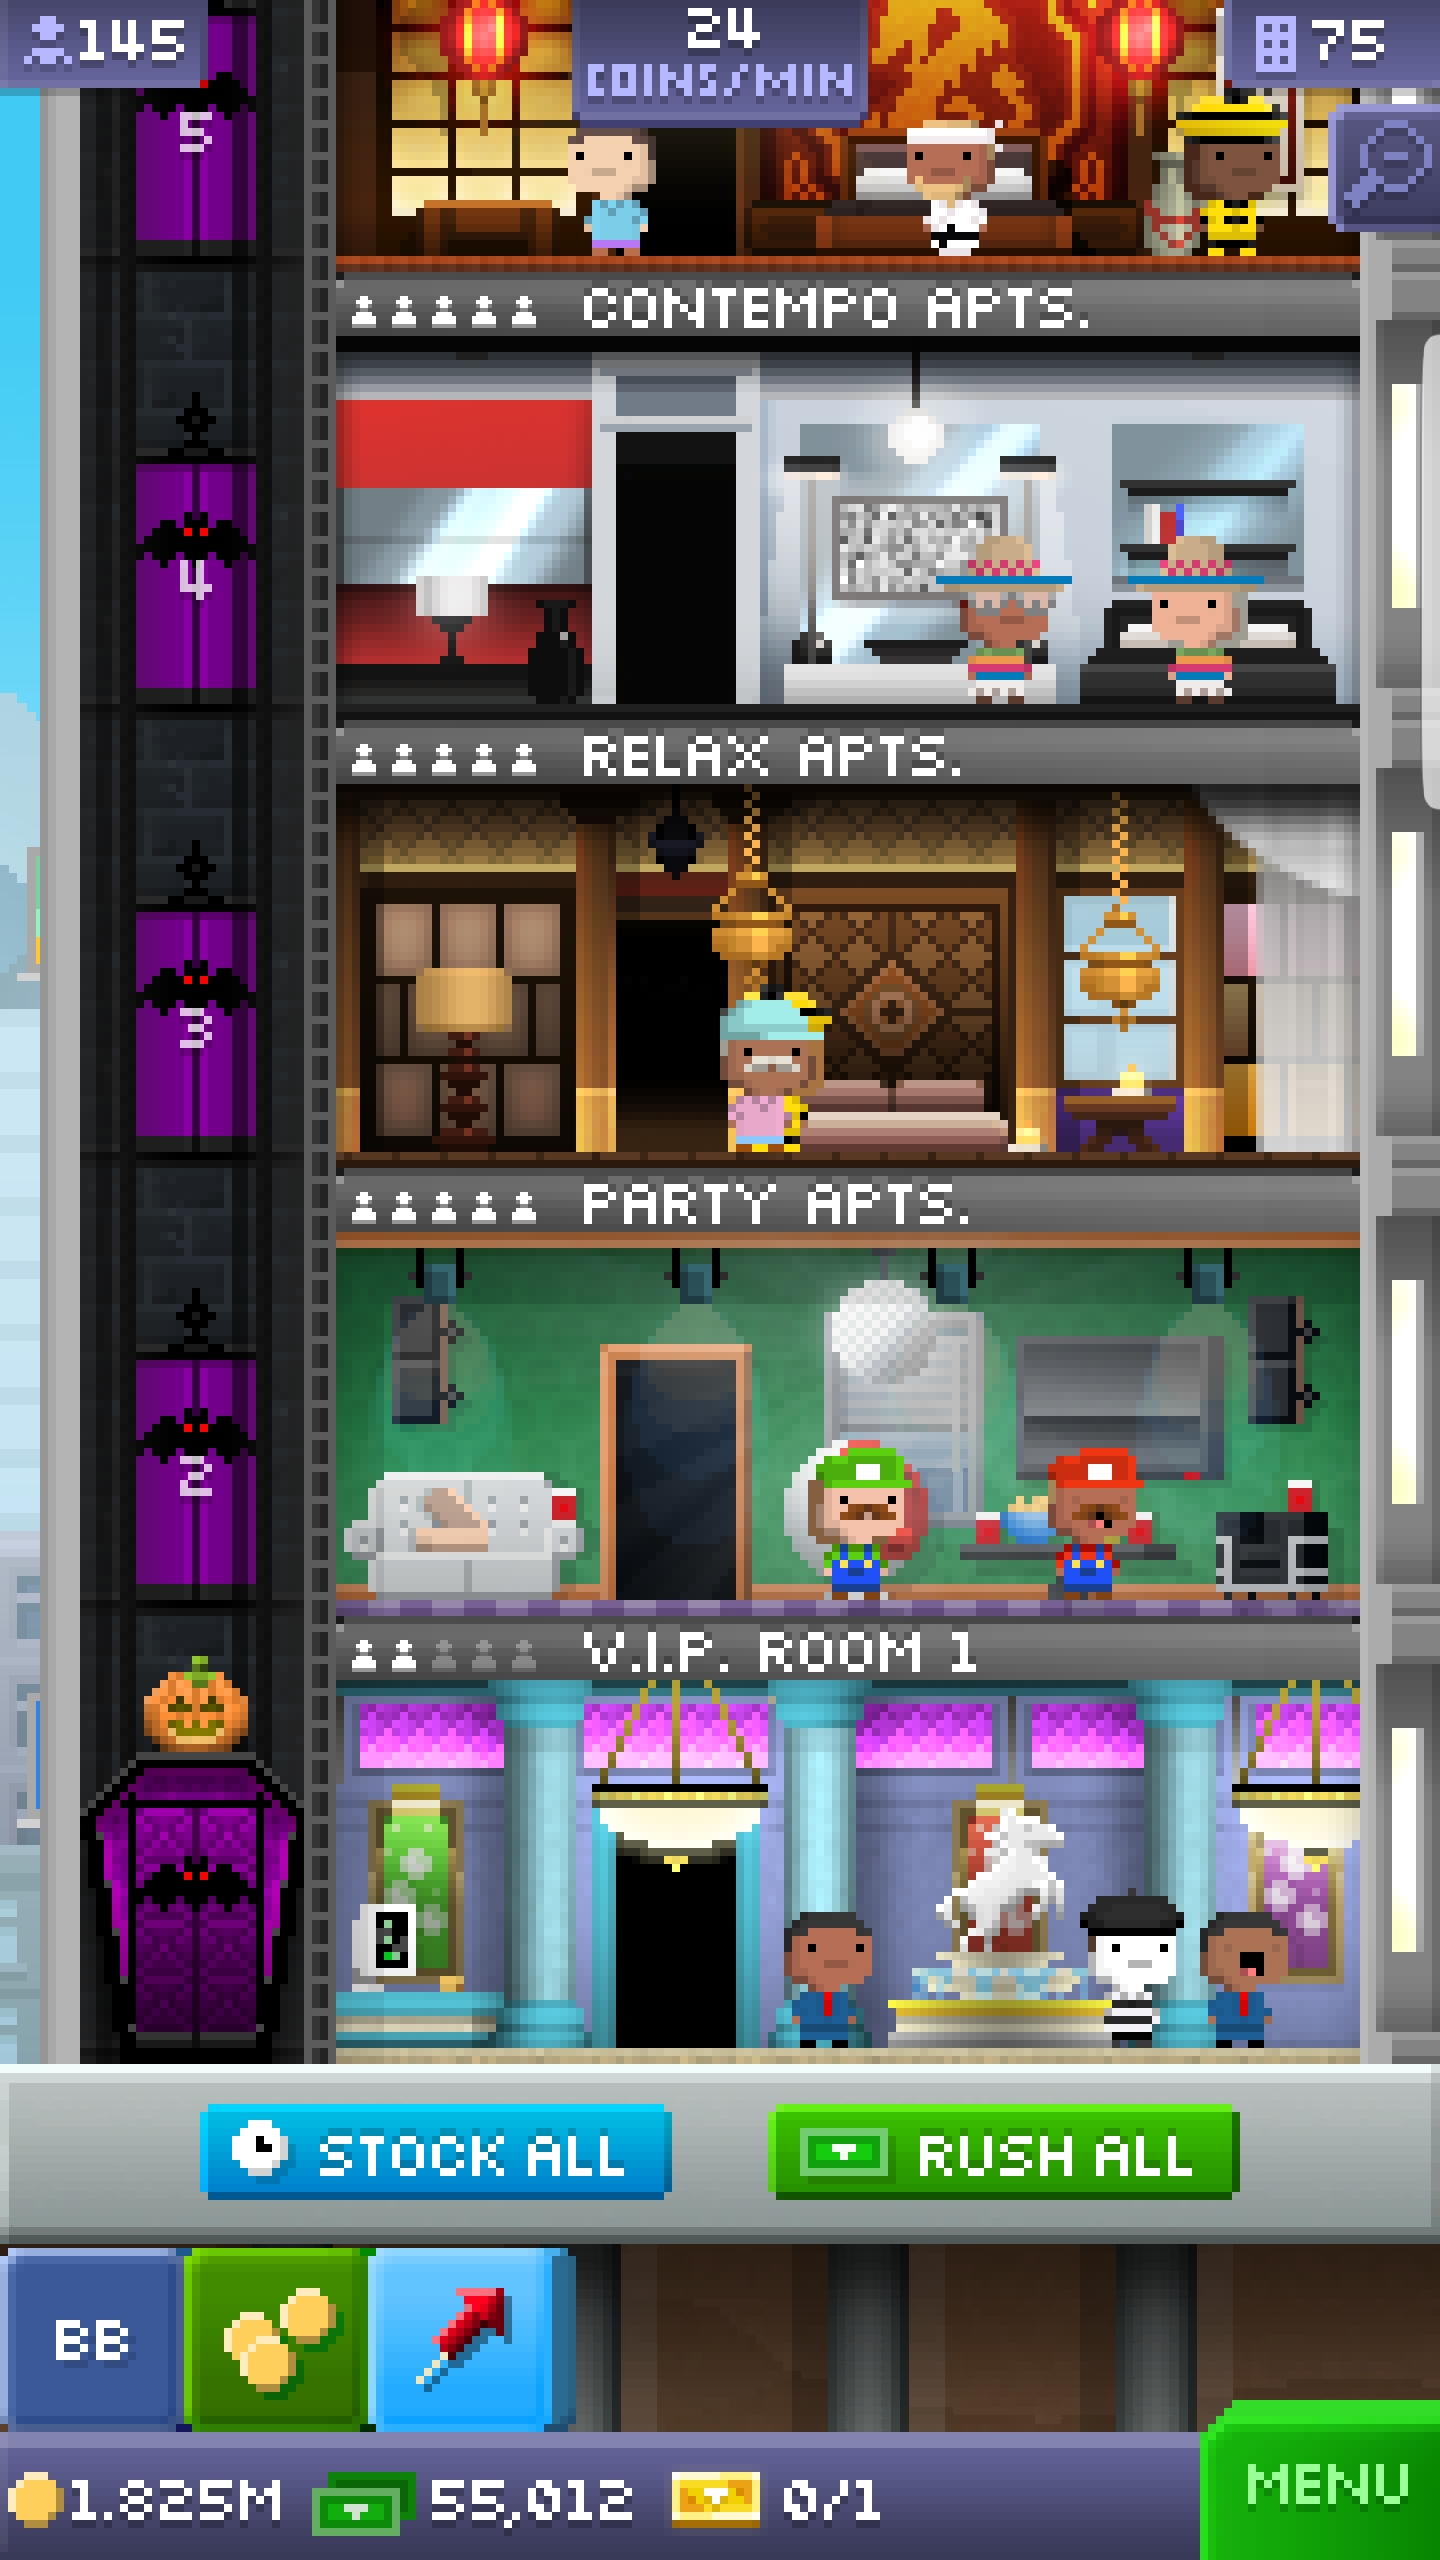 145
24
COINS/MIN
75
5
CONTEMPO APTS.
4
RELAX APTS.
3
PARTY APTS.
2
V.I.P. ROOM 1
STOCK ALL
RUSH ALL
BB
1.825M
55,012
0/1
MENU